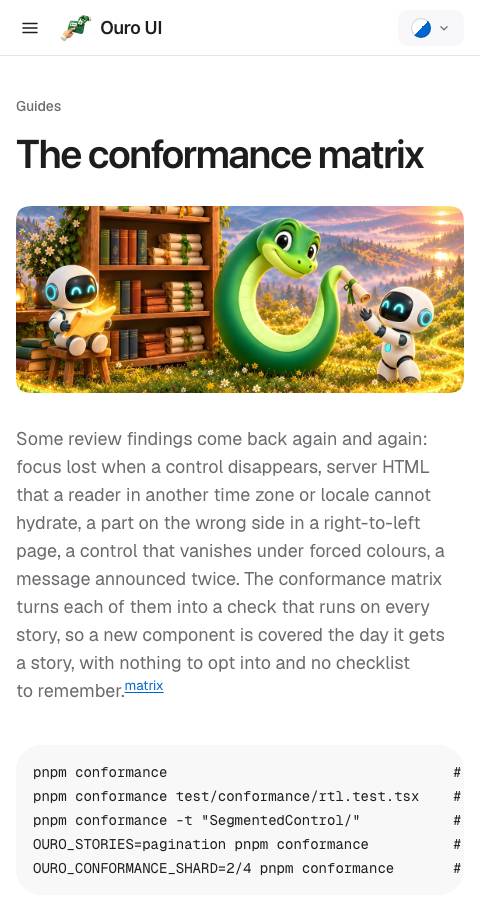 Ouro UI
Guides
The conformance matrix
Some review findings come back again and again:
focus lost when a control disappears, server HTML
that a reader in another time zone or locale cannot
hydrate, a part on the wrong side in a right-to-left
page, a control that vanishes under forced colours, a
message announced twice. The conformance matrix
turns each of them into a check that runs on every
story, so a new component is covered the day it gets
a story, with nothing to opt into and no checklist
to remember.matrix
pnpm conformance #
pnpm conformance test/conformance/rtl.test.tsx #
pnpm conformance -t "SegmentedControl/" #
OURO_STORIES=pagination pnpm conformance #
OURO_CONFORMANCE_SHARD=2/4 pnpm conformance #